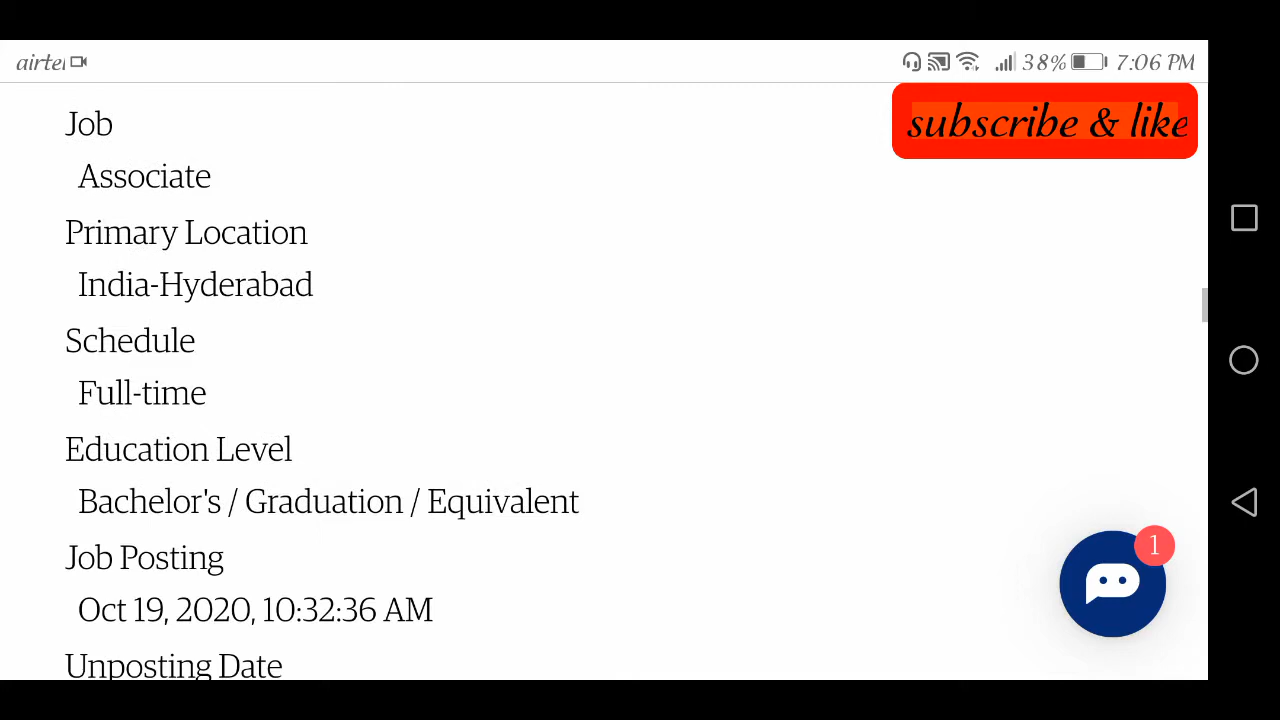 airtel
38% 7:06 PM
subscribe & like
Job
Associate
Primary Location
India-Hyderabad
Schedule
Full-time
Education Level
Bachelor's / Graduation / Equivalent
Job Posting
Oct 19, 2020, 10:32:36 AM
Unposting Date
1